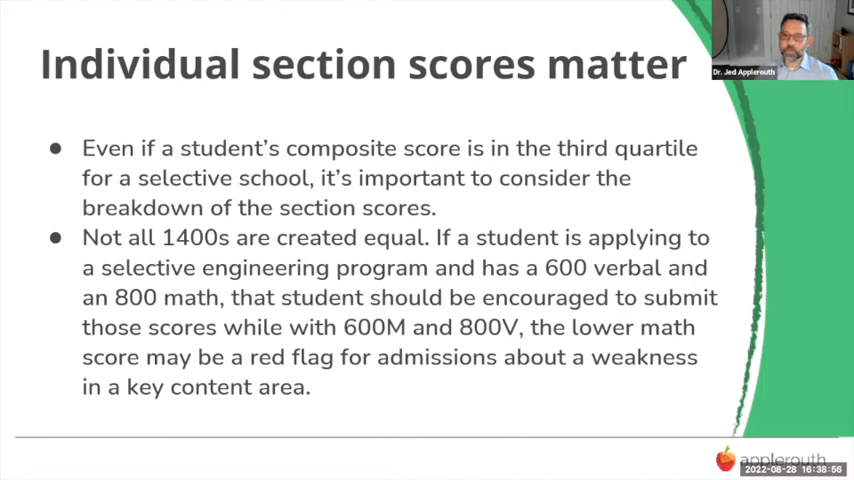 Individual section scores matter
Dr. Jed Applerouth
● Even if a student’s composite score is in the third quartile
for a selective school, it’s important to consider the
breakdown of the section scores.
● Not all 1400s are created equal. If a student is applying to
a selective engineering program and has a 600 verbal and
an 800 math, that student should be encouraged to submit
those scores while with 600M and 800V, the lower math
score may be a red flag for admissions about a weakness
in a key content area.
applerouth
2022-08-28 16:38:56